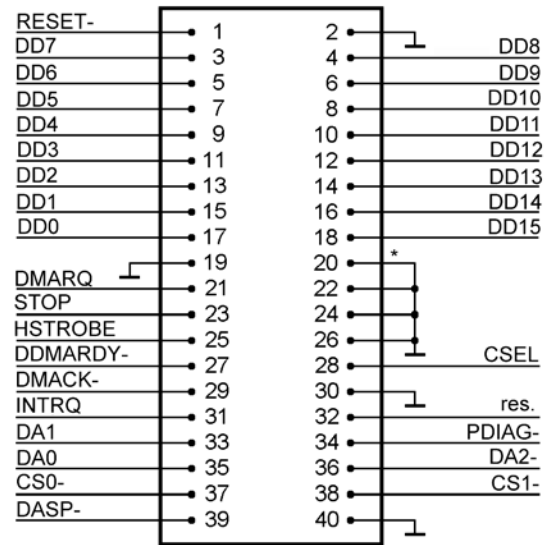 RESET- 1 2
DD7 3 4 DD8
DD6 5 6 DD9
DD5 7 8 DD10
DD4 9 10 DD11
DD3 11 12 DD12
DD2 13 14 DD13
DD1 15 16 DD14
DD0 17 18 DD15
19 20 *
DMARQ 21 22
STOP 23 24
HSTROBE 25 26
DDMARDY- 27 28 CSEL
DMACK- 29 30
INTRQ 31 32 res.
DA1 33 34 PDIAG-
DA0 35 36 DA2-
CS0- 37 38 CS1-
DASP- 39 40